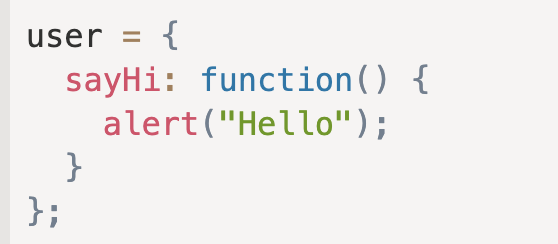 user = {
  sayHi: function() {
    alert("Hello");
  }
};